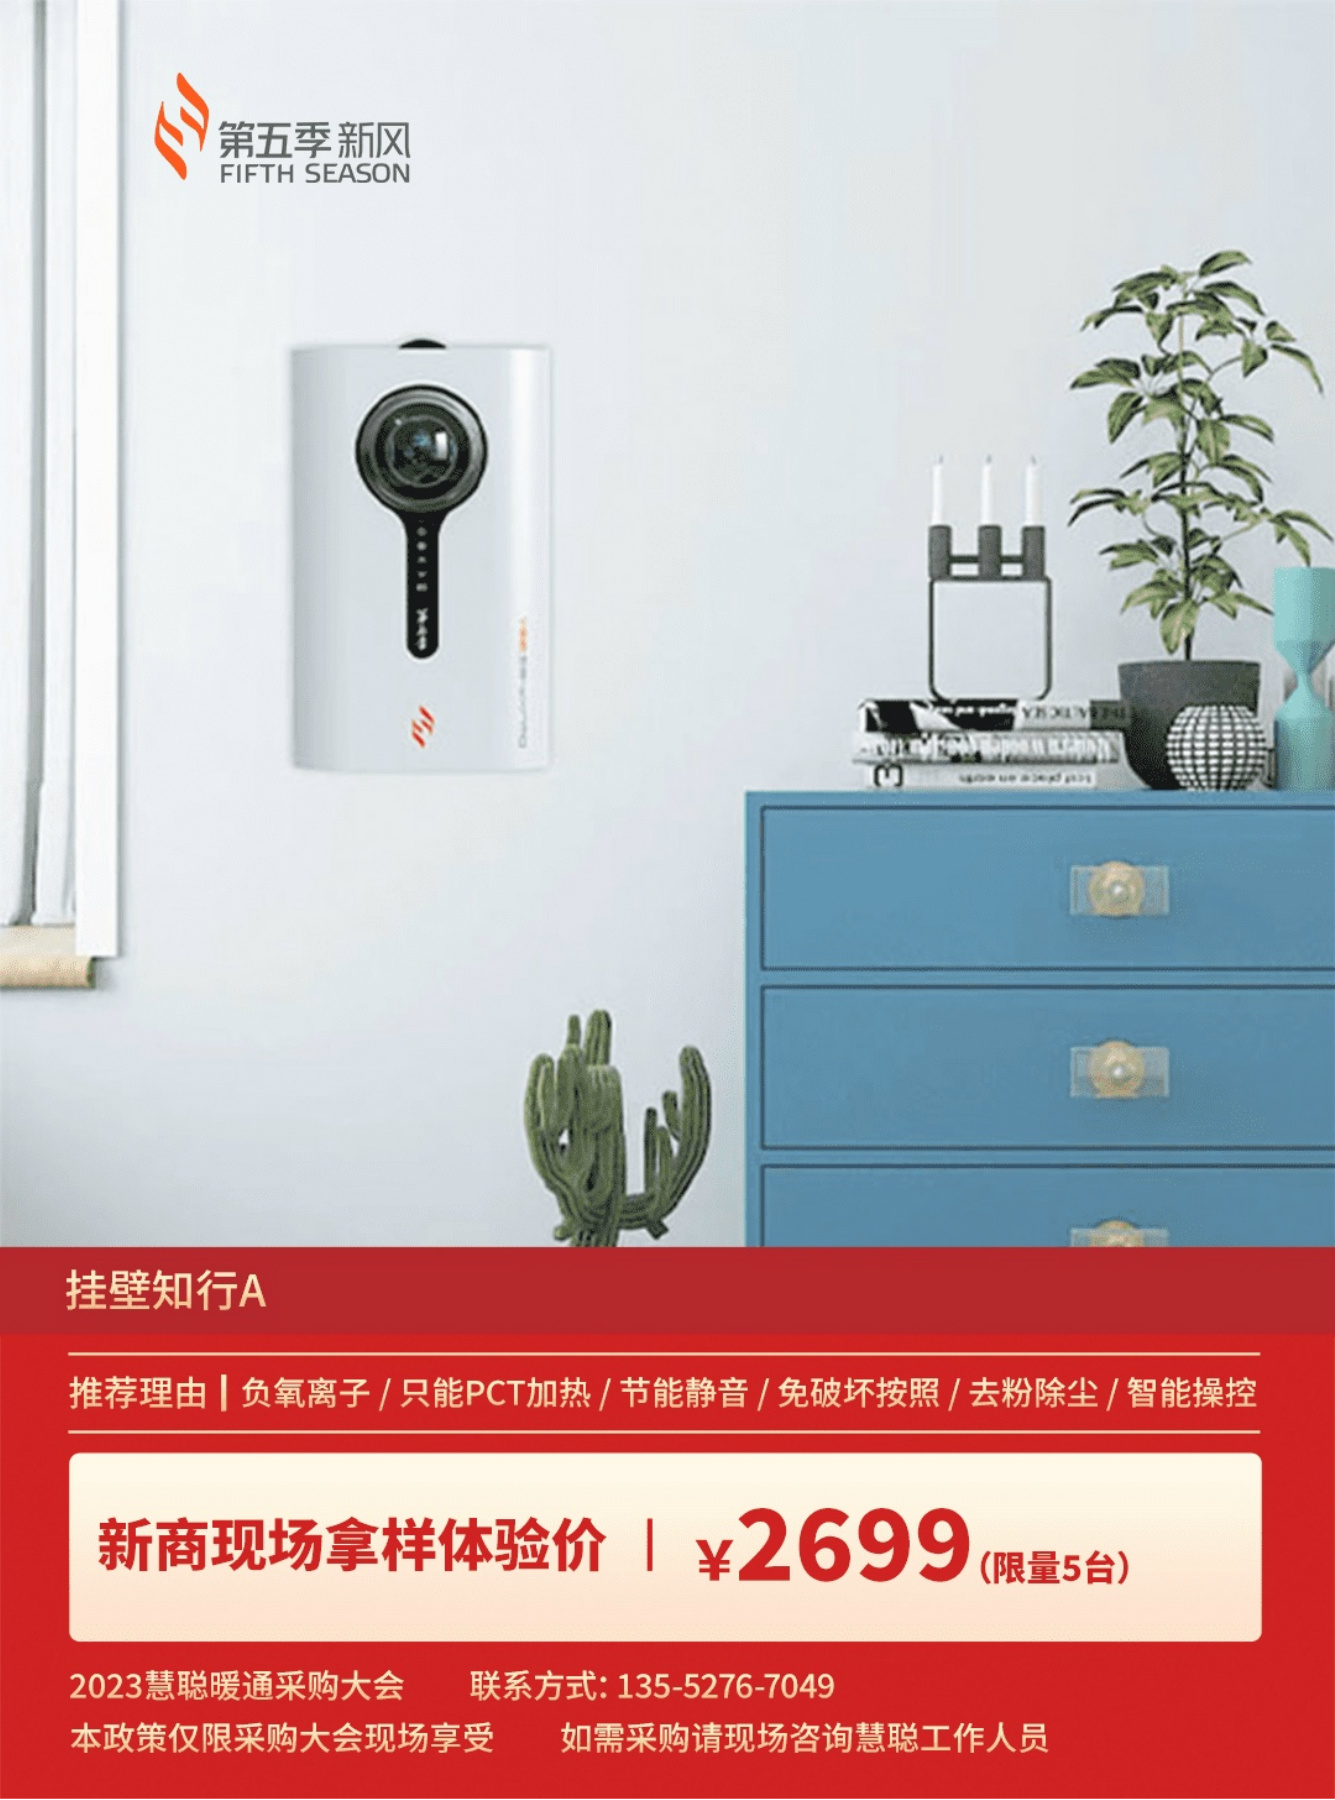 第五季新风
FIFTH SEASON
挂壁知行A
推荐理由 | 负氧离子 / 只能PCT加热 / 节能静音 / 免破坏按照 / 去粉除尘 / 智能操控
新商现场拿样体验价 | ¥2699 (限量5台)
2023慧聪暖通采购大会 联系方式: 135-5276-7049
本政策仅限采购大会现场享受 如需采购请现场咨询慧聪工作人员